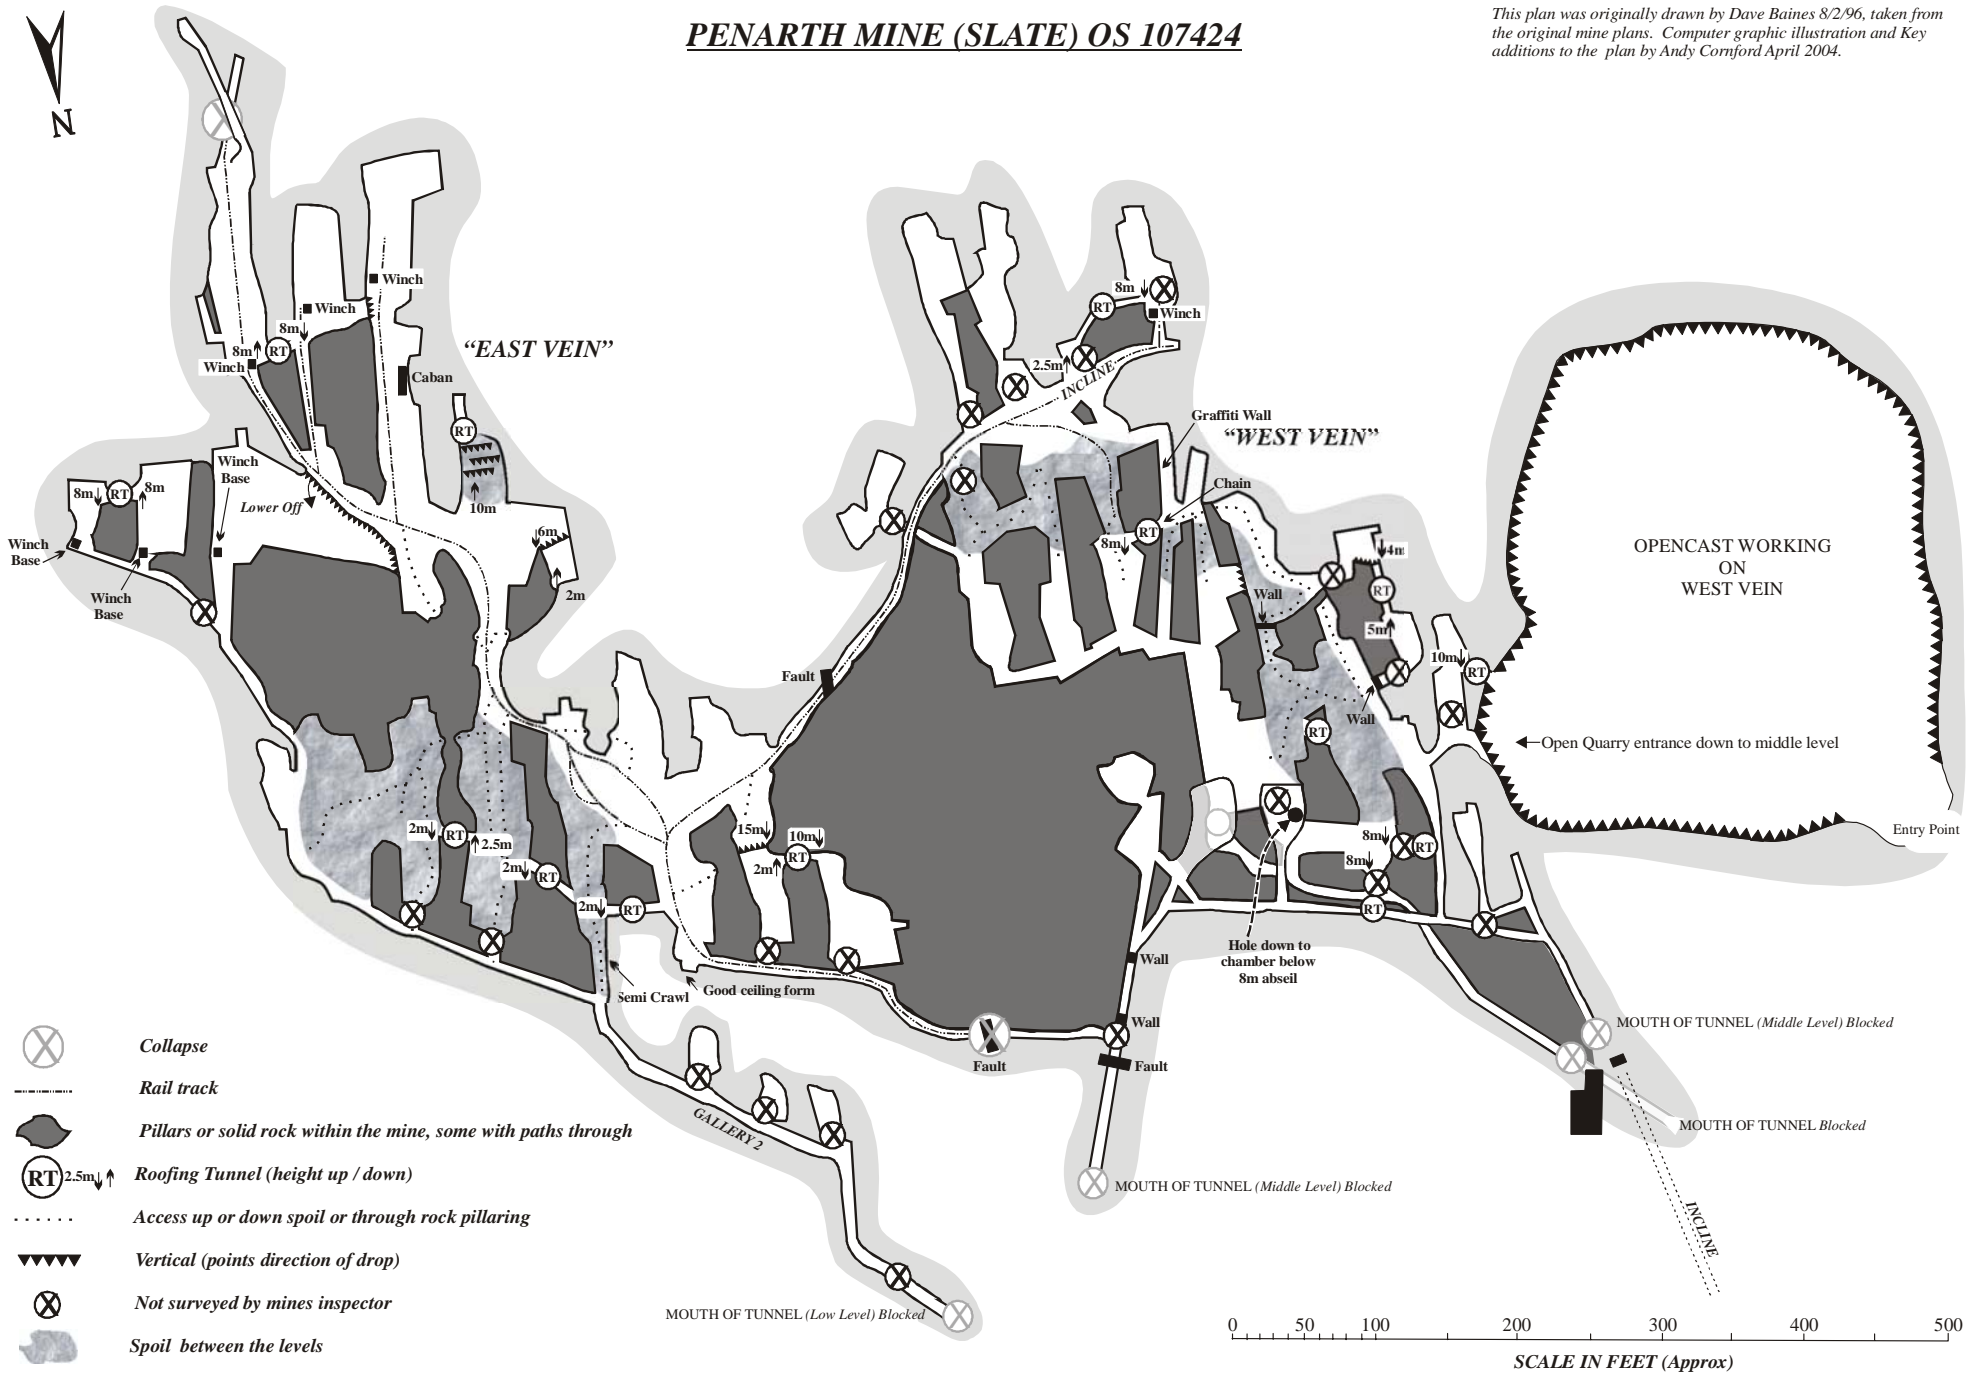 PENARTH MINE (SLATE) OS 107424
This plan was originally drawn by Dave Baines 8/2/96, taken from
the original mine plans. Computer graphic illustration and Key
additions to the plan by Andy Cornford April 2004.
N
Winch
Winch
8m
8m
RT
Winch
"EAST VEIN"
Caban
RT
10m
Winch
Base
Lower Off
8m
RT
8m
Winch
Base
Winch
Base
6m
2m
8m
RT
Winch
2.5m
INCLINE
Graffiti Wall
"WEST VEIN"
Chain
8m
RT
4m
RT
Wall
5m
10m
RT
Wall
RT
Fault
OPENCAST WORKING
ON
WEST VEIN
Open Quarry entrance down to middle level
Entry Point
2m
RT
2.5m
2m
RT
2m
RT
15m
10m
RT
2m
8m
RT
8m
RT
Hole down to
chamber below
8m abseil
Wall
Semi Crawl
Good ceiling form
Wall
Fault
Fault
GALLERY 2
MOUTH OF TUNNEL (Middle Level) Blocked
MOUTH OF TUNNEL Blocked
MOUTH OF TUNNEL (Middle Level) Blocked
INCLINE
MOUTH OF TUNNEL (Low Level) Blocked
Collapse
Rail track
Pillars or solid rock within the mine, some with paths through
RT 2.5m Roofing Tunnel (height up / down)
Access up or down spoil or through rock pillaring
Vertical (points direction of drop)
Not surveyed by mines inspector
Spoil between the levels
0 50 100 200 300 400 500
SCALE IN FEET (Approx)